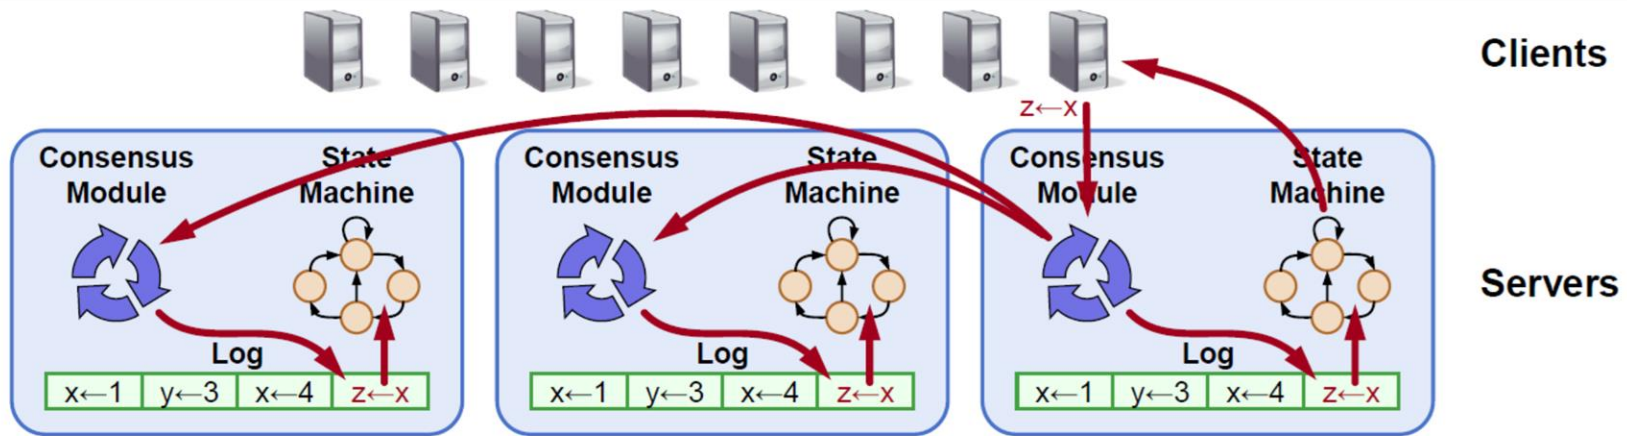 Clients
z←x
Consensus Module
State Machine
Consensus Module
State Machine
Consensus Module
State Machine
Servers
Log
Log
Log
x←1 y←3 x←4 z←x
x←1 y←3 x←4 z←x
x←1 y←3 x←4 z←x